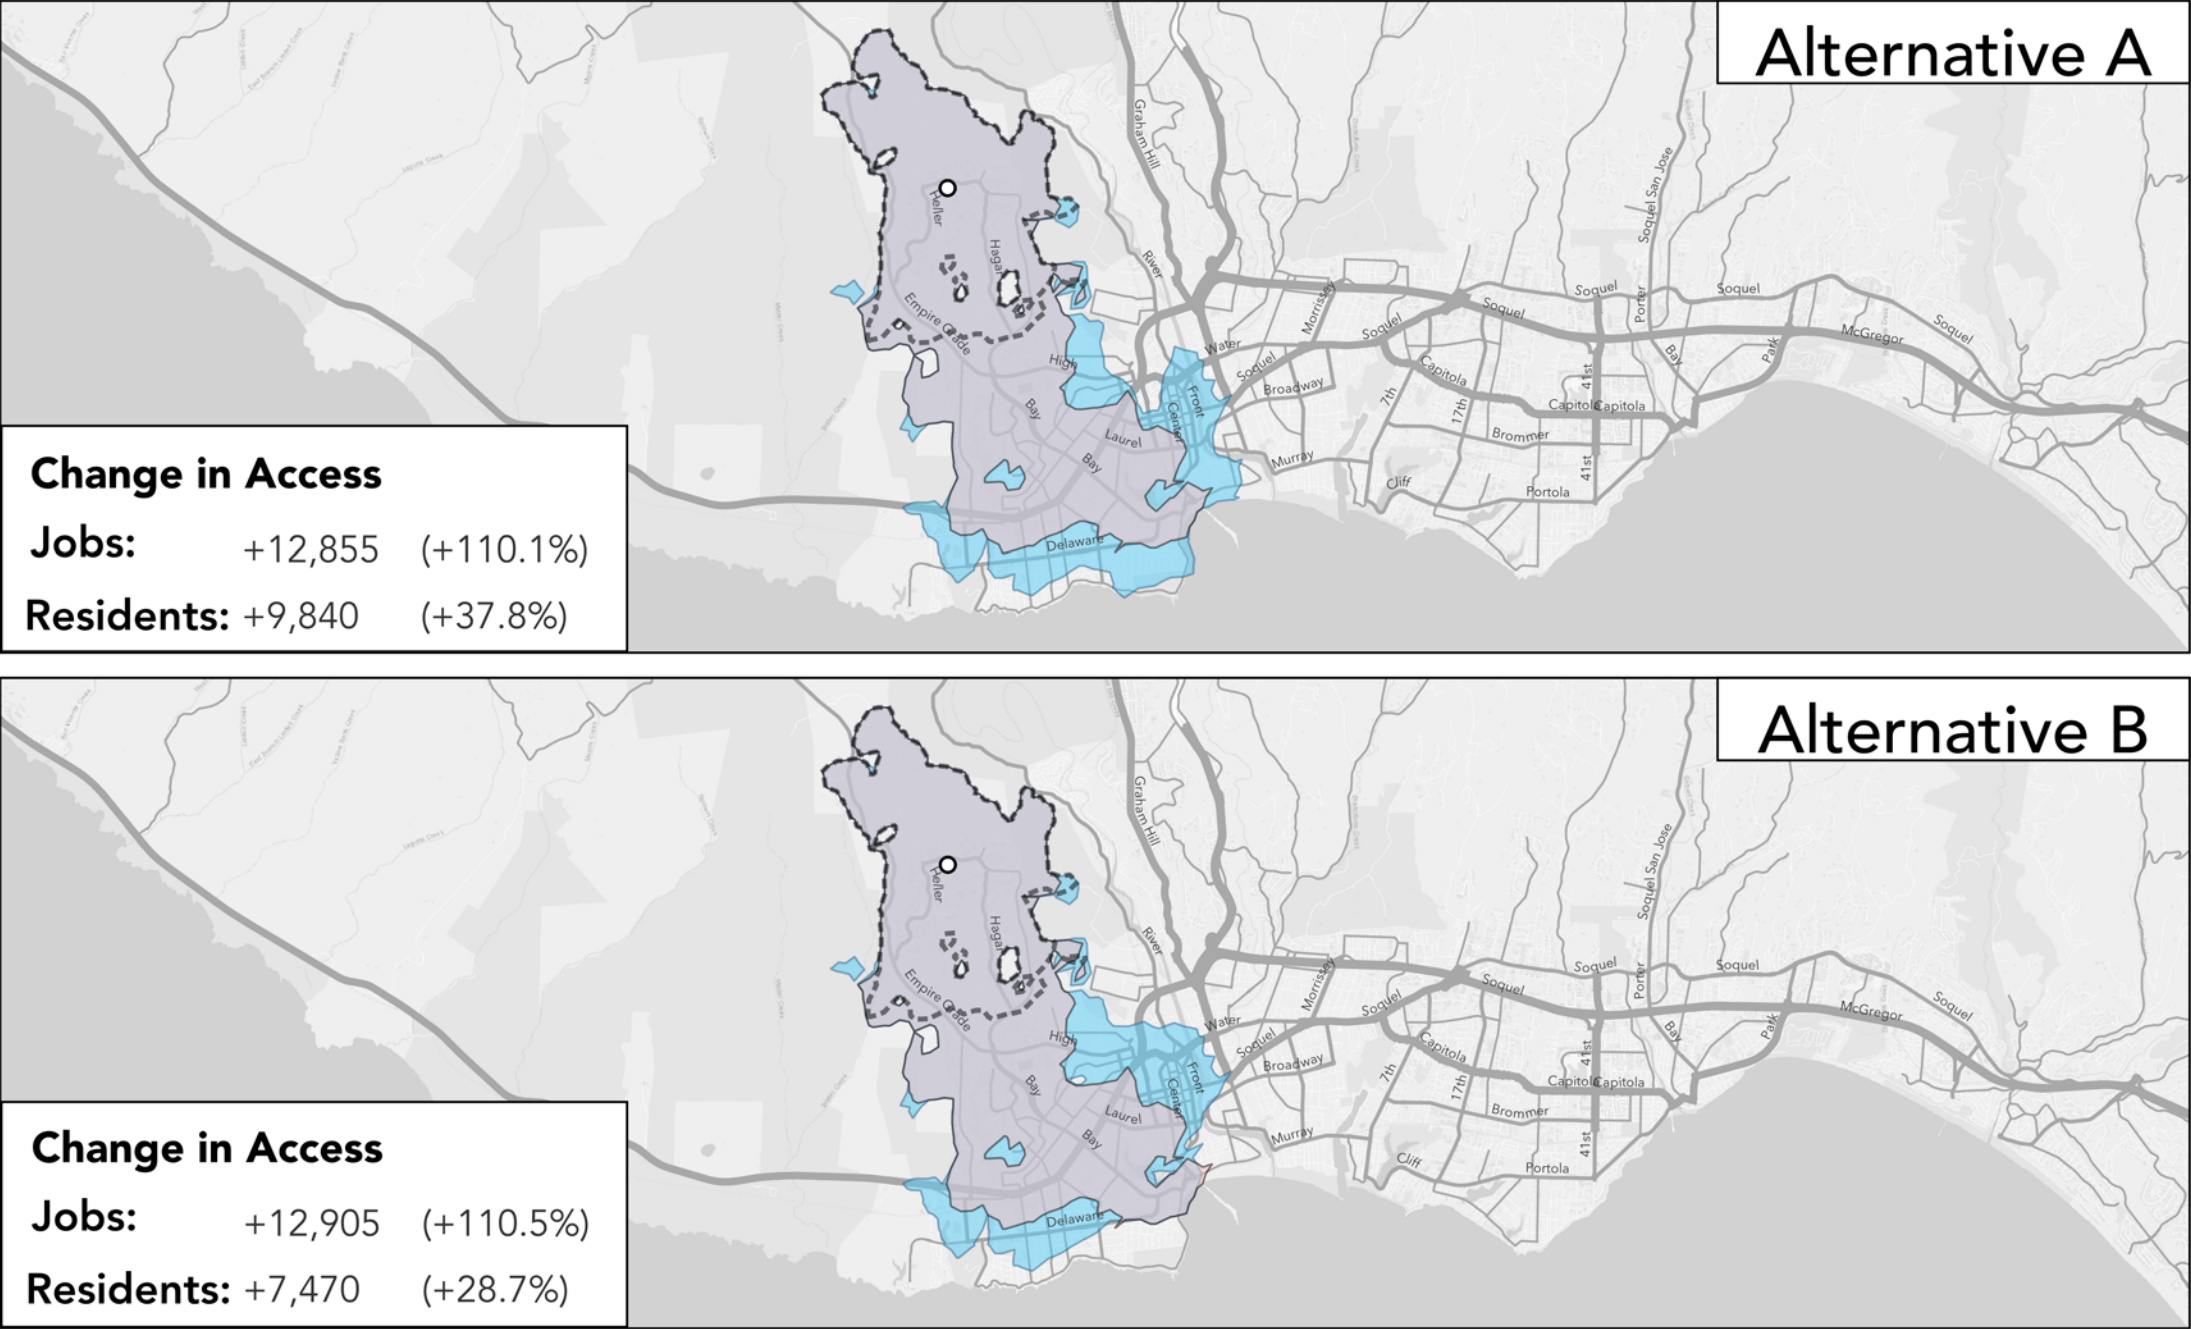 Alternative A
Graham Hill
Heller
Hagar
River
Empire Grade
High
Bay
Laurel
Bay
Center
Front
Delaware
Water
Soquel
Broadway
Morrissey
Murray
Soquel
Soquel
Soquel
Soquel San Jose
Porter
Soquel
McGregor
Soquel
Park
Bay
Capitola
7th
17th
41st
Capitola
Capitola
Brommer
41st
Cliff
Portola
Laguna Creek
Change in Access
Jobs: +12,855 (+110.1%)
Residents: +9,840 (+37.8%)
Alternative B
Graham Hill
Heller
Hagar
River
Empire Grade
High
Bay
Laurel
Bay
Center
Front
Delaware
Water
Soquel
Broadway
Morrissey
Murray
Soquel
Soquel
Soquel
Soquel San Jose
Porter
Soquel
McGregor
Soquel
Park
Bay
Capitola
7th
17th
41st
Capitola
Capitola
Brommer
41st
Cliff
Portola
Laguna Creek
Change in Access
Jobs: +12,905 (+110.5%)
Residents: +7,470 (+28.7%)